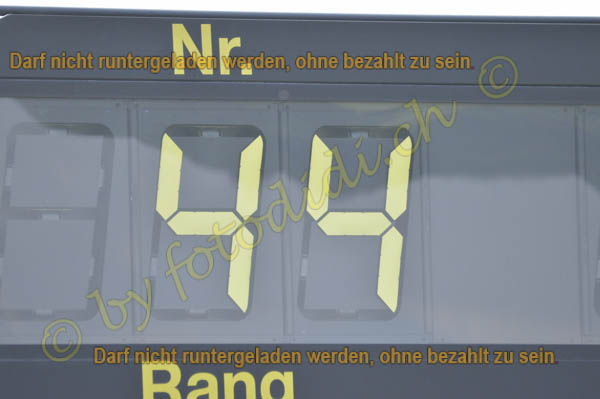 Nr.
Darf nicht runtergeladen werden, ohne bezahlt zu sein.
44
© by fotodidi.ch ©
Darf nicht runtergeladen werden, ohne bezahlt zu sein.
Rang